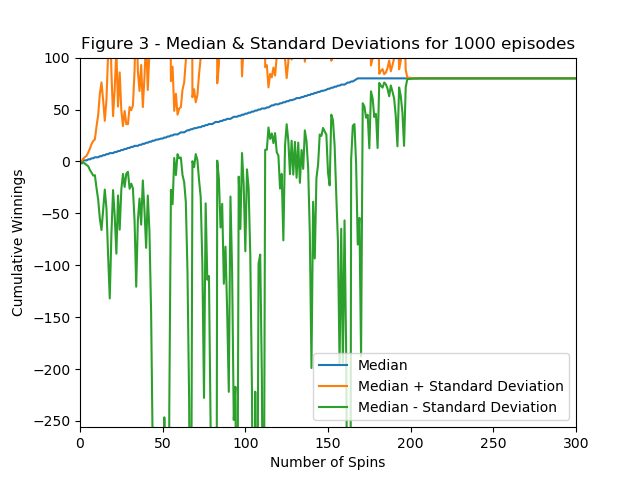 Figure 3 - Median & Standard Deviations for 1000 episodes
100
50
0
−50
−100
−150
−200
−250
Cumulative Winnings
Median
Median + Standard Deviation
Median - Standard Deviation
0 50 100 150 200 250 300
Number of Spins